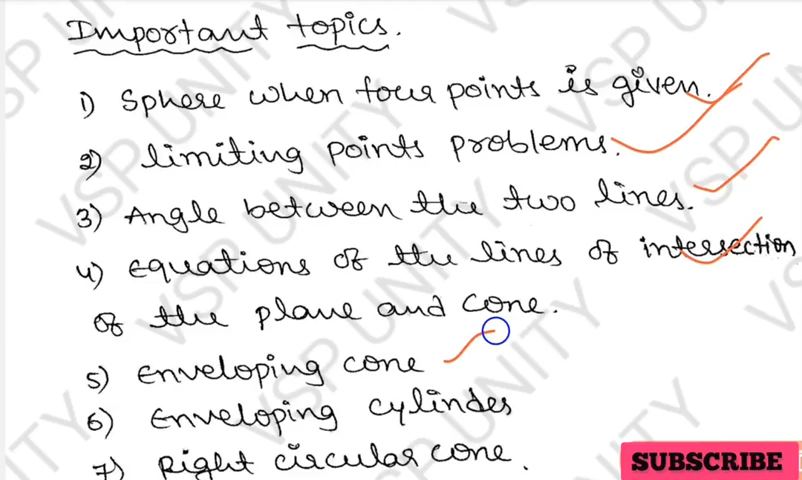 Important topics.
1) Sphere when four points is given.
2) limiting points problems.
3) Angle between the two lines.
4) Equations of the lines of intersection
of the plane and cone.
5) Enveloping cone
6) Enveloping cylinder
7) Right circular cone.
SUBSCRIBE
VSP UNITY